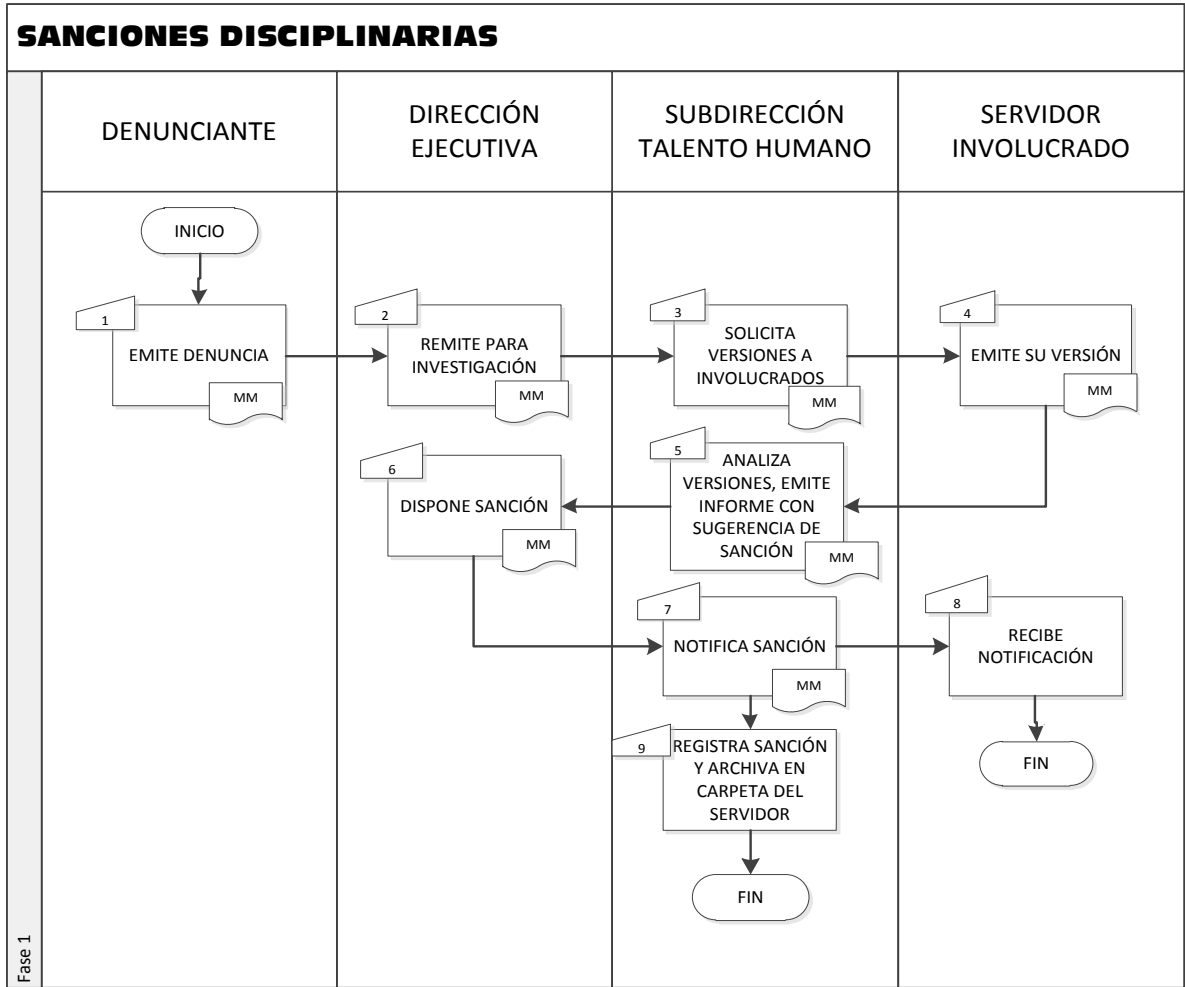 SANCIONES DISCIPLINARIAS
DENUNCIANTE
DIRECCIÓN
EJECUTIVA
SUBDIRECCIÓN
TALENTO HUMANO
SERVIDOR
INVOLUCRADO
INICIO
1
EMITE DENUNCIA
MM
2
REMITE PARA
INVESTIGACIÓN
MM
3
SOLICITA
VERSIONES A
INVOLUCRADOS
MM
4
EMITE SU VERSIÓN
MM
5
ANALIZA
VERSIONES, EMITE
INFORME CON
SUGERENCIA DE
SANCIÓN
MM
6
DISPONE SANCIÓN
MM
7
NOTIFICA SANCIÓN
MM
8
RECIBE
NOTIFICACIÓN
FIN
9
REGISTRA SANCIÓN
Y ARCHIVA EN
CARPETA DEL
SERVIDOR
FIN
Fase 1